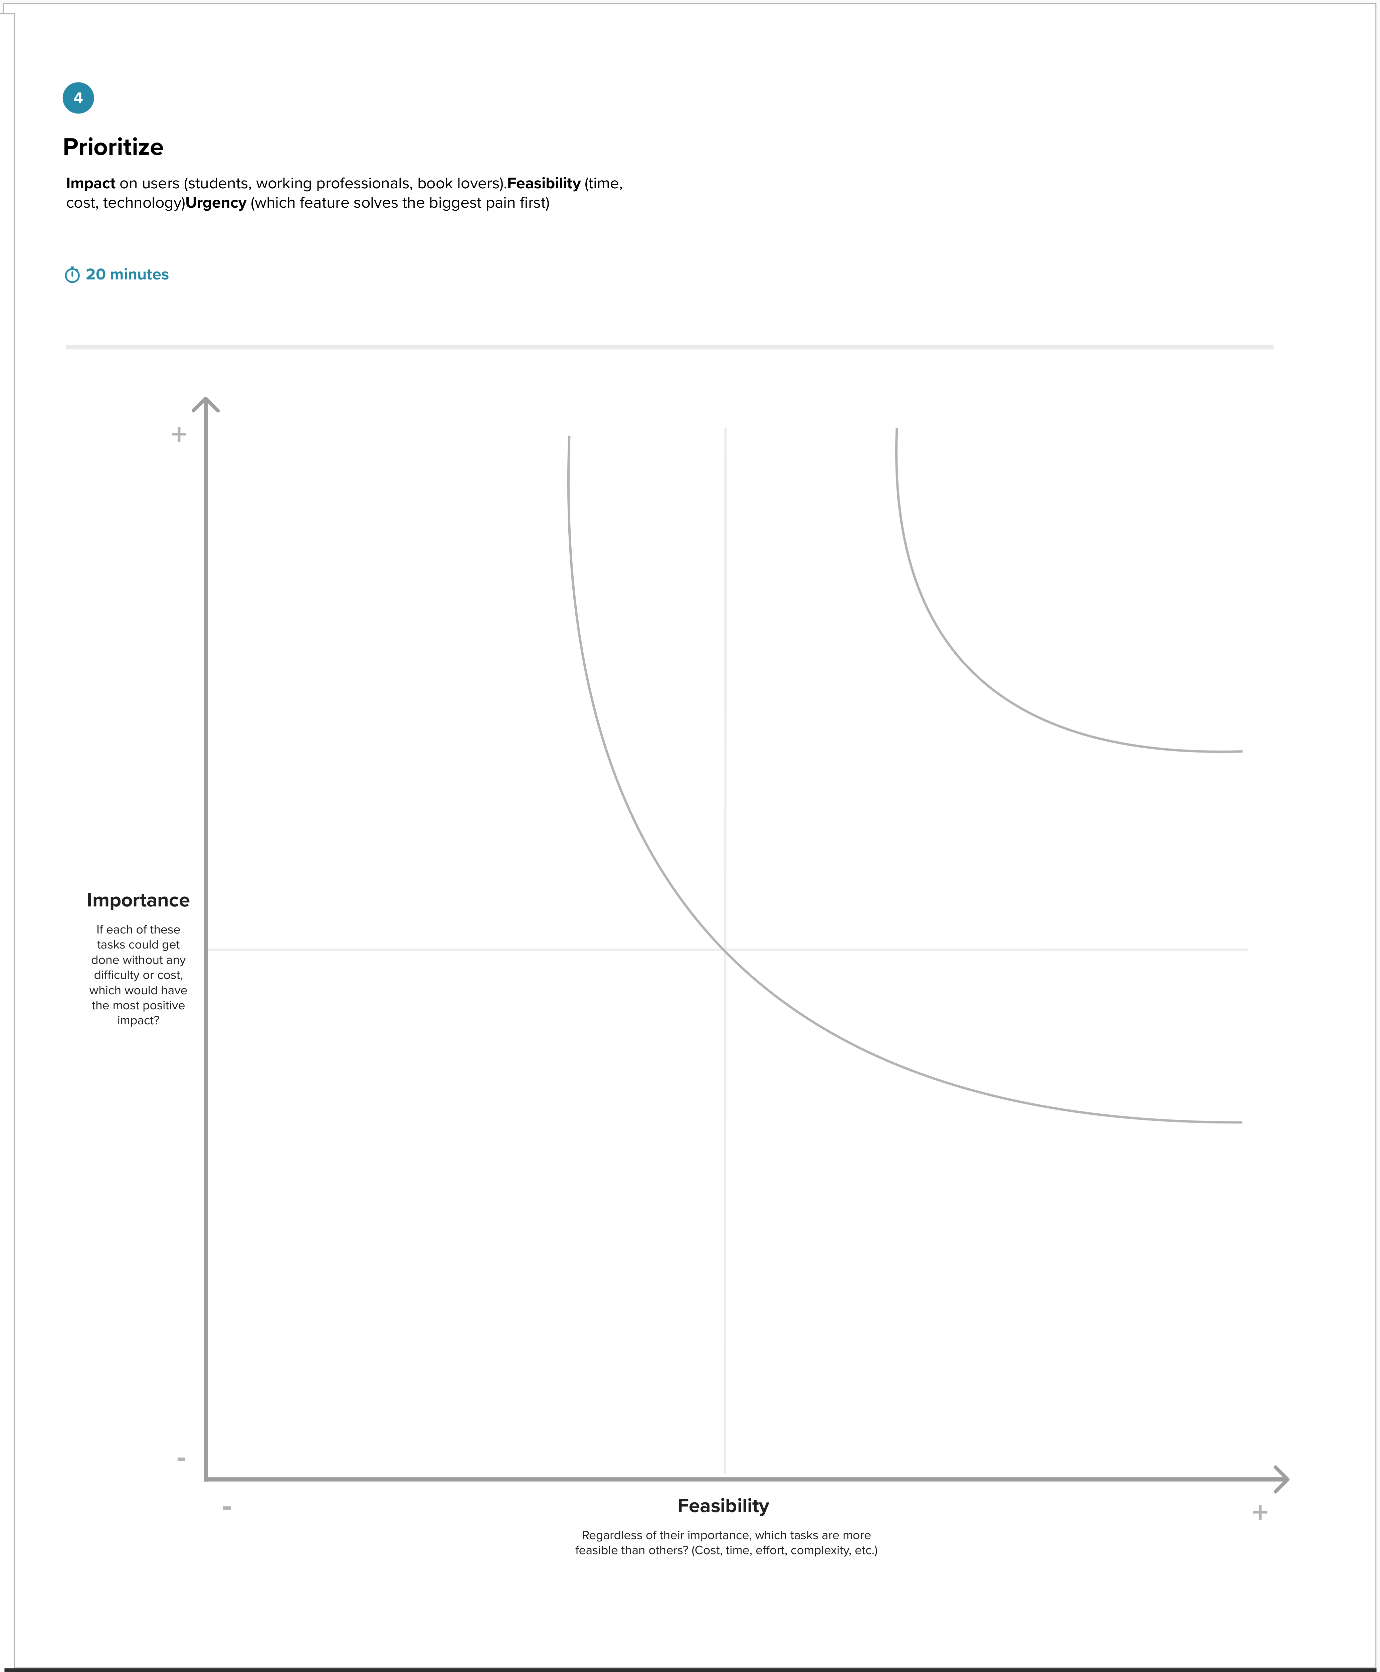 4
Prioritize
Impact on users (students, working professionals, book lovers).Feasibility (time,
cost, technology)Urgency (which feature solves the biggest pain first)
20 minutes
+
Importance
If each of these
tasks could get
done without any
difficulty or cost,
which would have
the most positive
impact?
-
-
Feasibility
+
Regardless of their importance, which tasks are more
feasible than others? (Cost, time, effort, complexity, etc.)